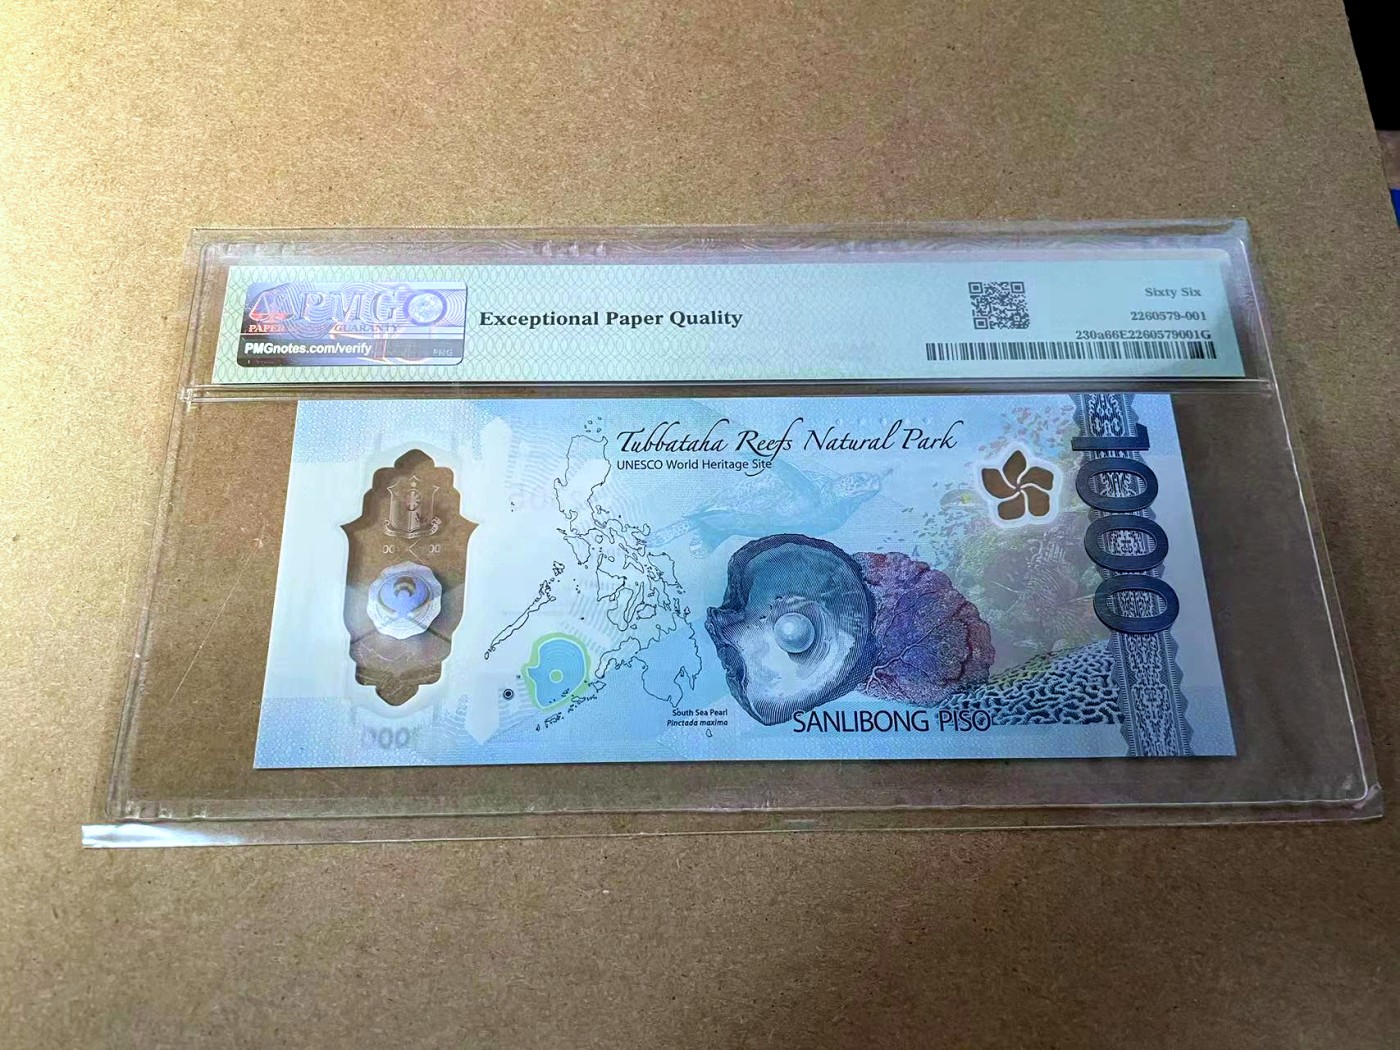 PMG
PAPER GUARANTY
PMGnotes.com/verify
PMG
Exceptional Paper Quality
Sixty Six
2260579-001
230a66E2260579001G
Tubbataha Reefs Natural Park
UNESCO World Heritage Site
1000
South Sea Pearl
Pinctada maxima
SANLIBONG PISO